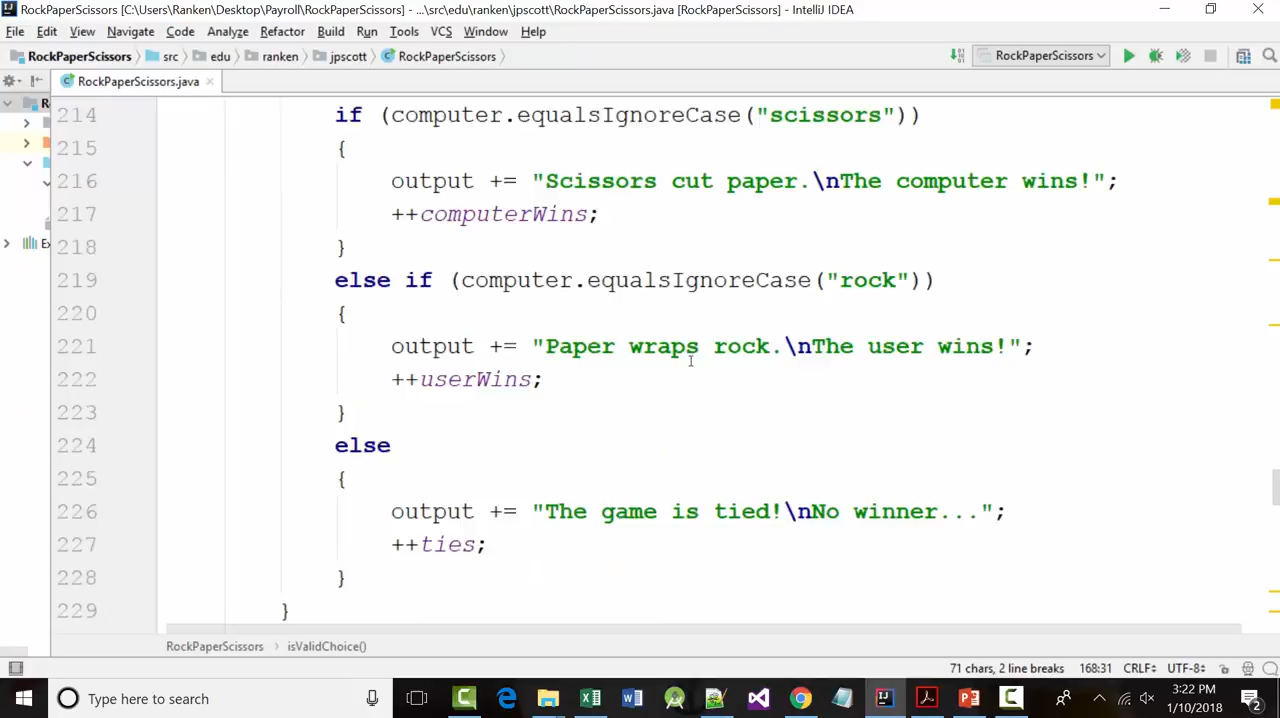 RockPaperScissors [C:\Users\Ranken\Desktop\Payroll\RockPaperScissors] - ...\src\edu\ranken\jpscott\RockPaperScissors.java [RockPaperScissors] - IntelliJ IDEA
File Edit View Navigate Code Analyze Refactor Build Run Tools VCS Window Help
RockPaperScissors src edu ranken jpscott RockPaperScissors RockPaperScissors
RockPaperScissors.java
214 if (computer.equalsIgnoreCase("scissors"))
215 {
216 output += "Scissors cut paper.\nThe computer wins!";
217 ++computerWins;
218 }
219 else if (computer.equalsIgnoreCase("rock"))
220 {
221 output += "Paper wraps rock.\nThe user wins!";
222 ++userWins;
223 }
224 else
225 {
226 output += "The game is tied!\nNo winner...";
227 ++ties;
228 }
229 }
RockPaperScissors isValidChoice()
71 chars, 2 line breaks 168:31 CRLF UTF-8
Type here to search
3:22 PM
1/10/2018
2